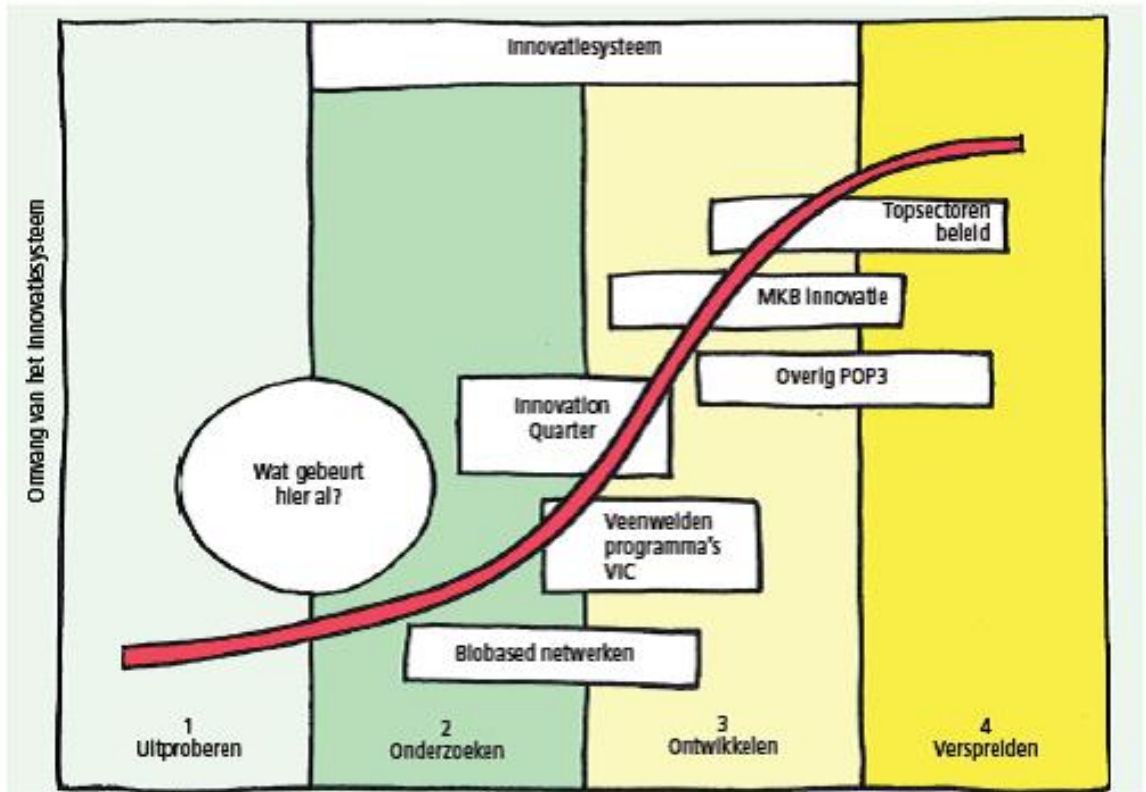 Innovatiesysteem
Omvang van het innovatiesysteem
Topsectoren
beleid
MKB Innovatie
Overig POP3
Innovation
Quarter
Wat gebeurt
hier al?
Veenweiden
programma's
VIC
Biobased netwerken
1
Uitproberen
2
Onderzoeken
3
Ontwikkelen
4
Verspreiden